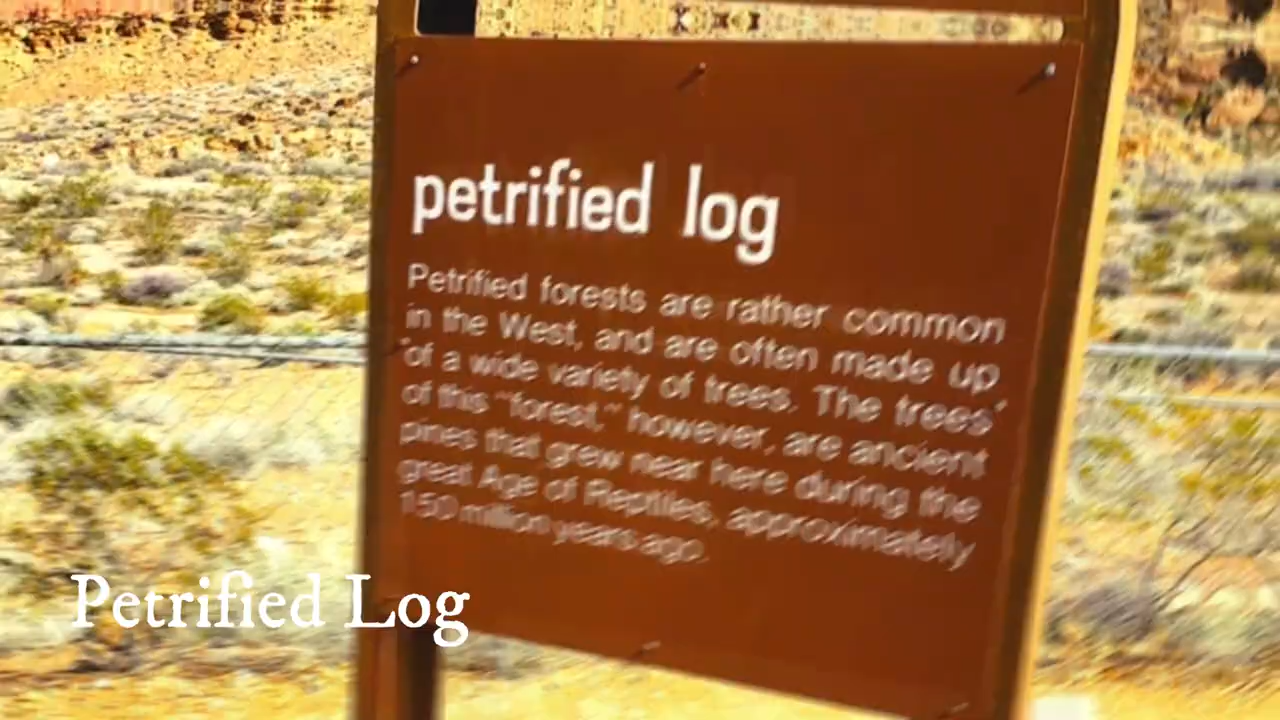 petrified log
Petrified forests are rather common
in the West, and are often made up
of a wide variety of trees. The trees
of this "forest," however, are ancient
pines that grew near here during the
great Age of Reptiles, approximately
150 million years ago.
Petrified Log